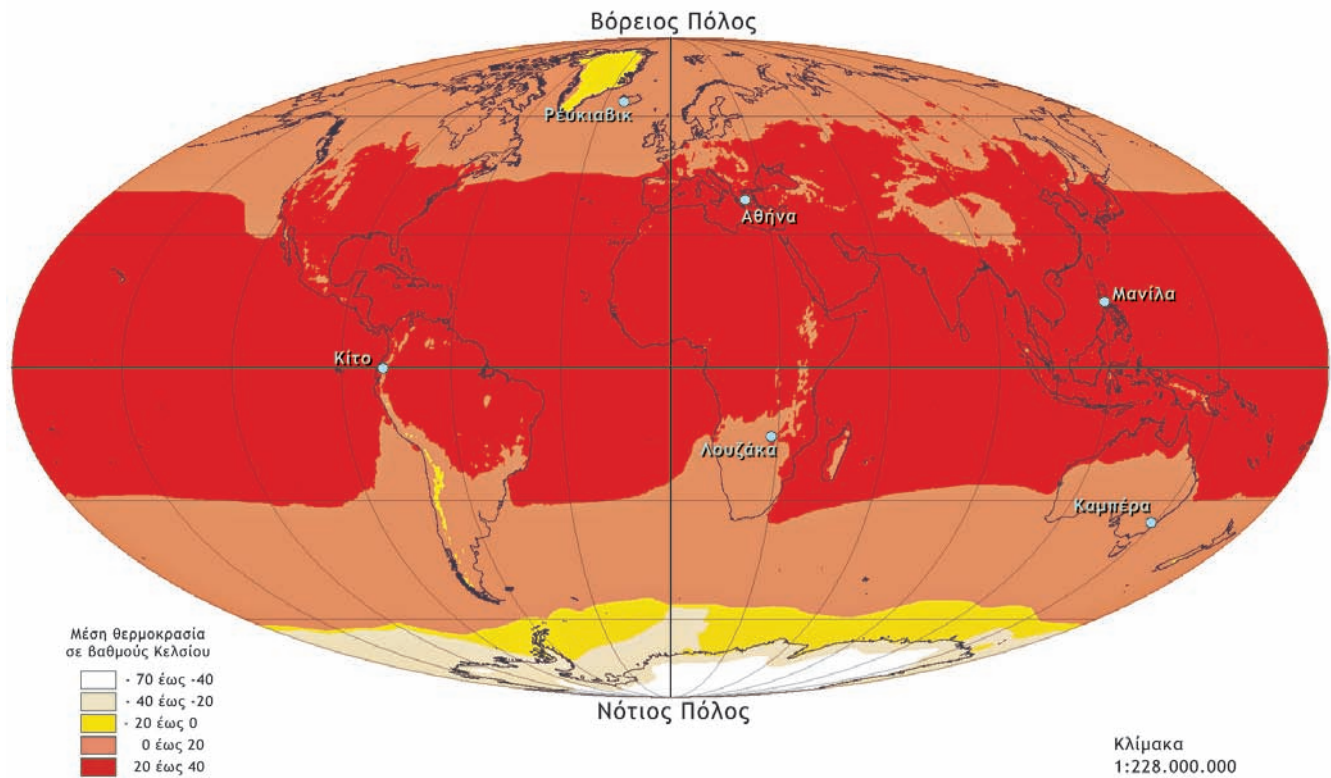 Βόρειος Πόλος
Ρέυκιαβικ
Αθήνα
Μανίλα
Κίτο
Λουζάκα
Καμπέρα
Μέση θερμοκρασία
σε βαθμούς Κελσίου
- 70 έως -40
- 40 έως -20
- 20 έως 0
0 έως 20
20 έως 40
Νότιος Πόλος
Κλίμακα
1:228.000.000